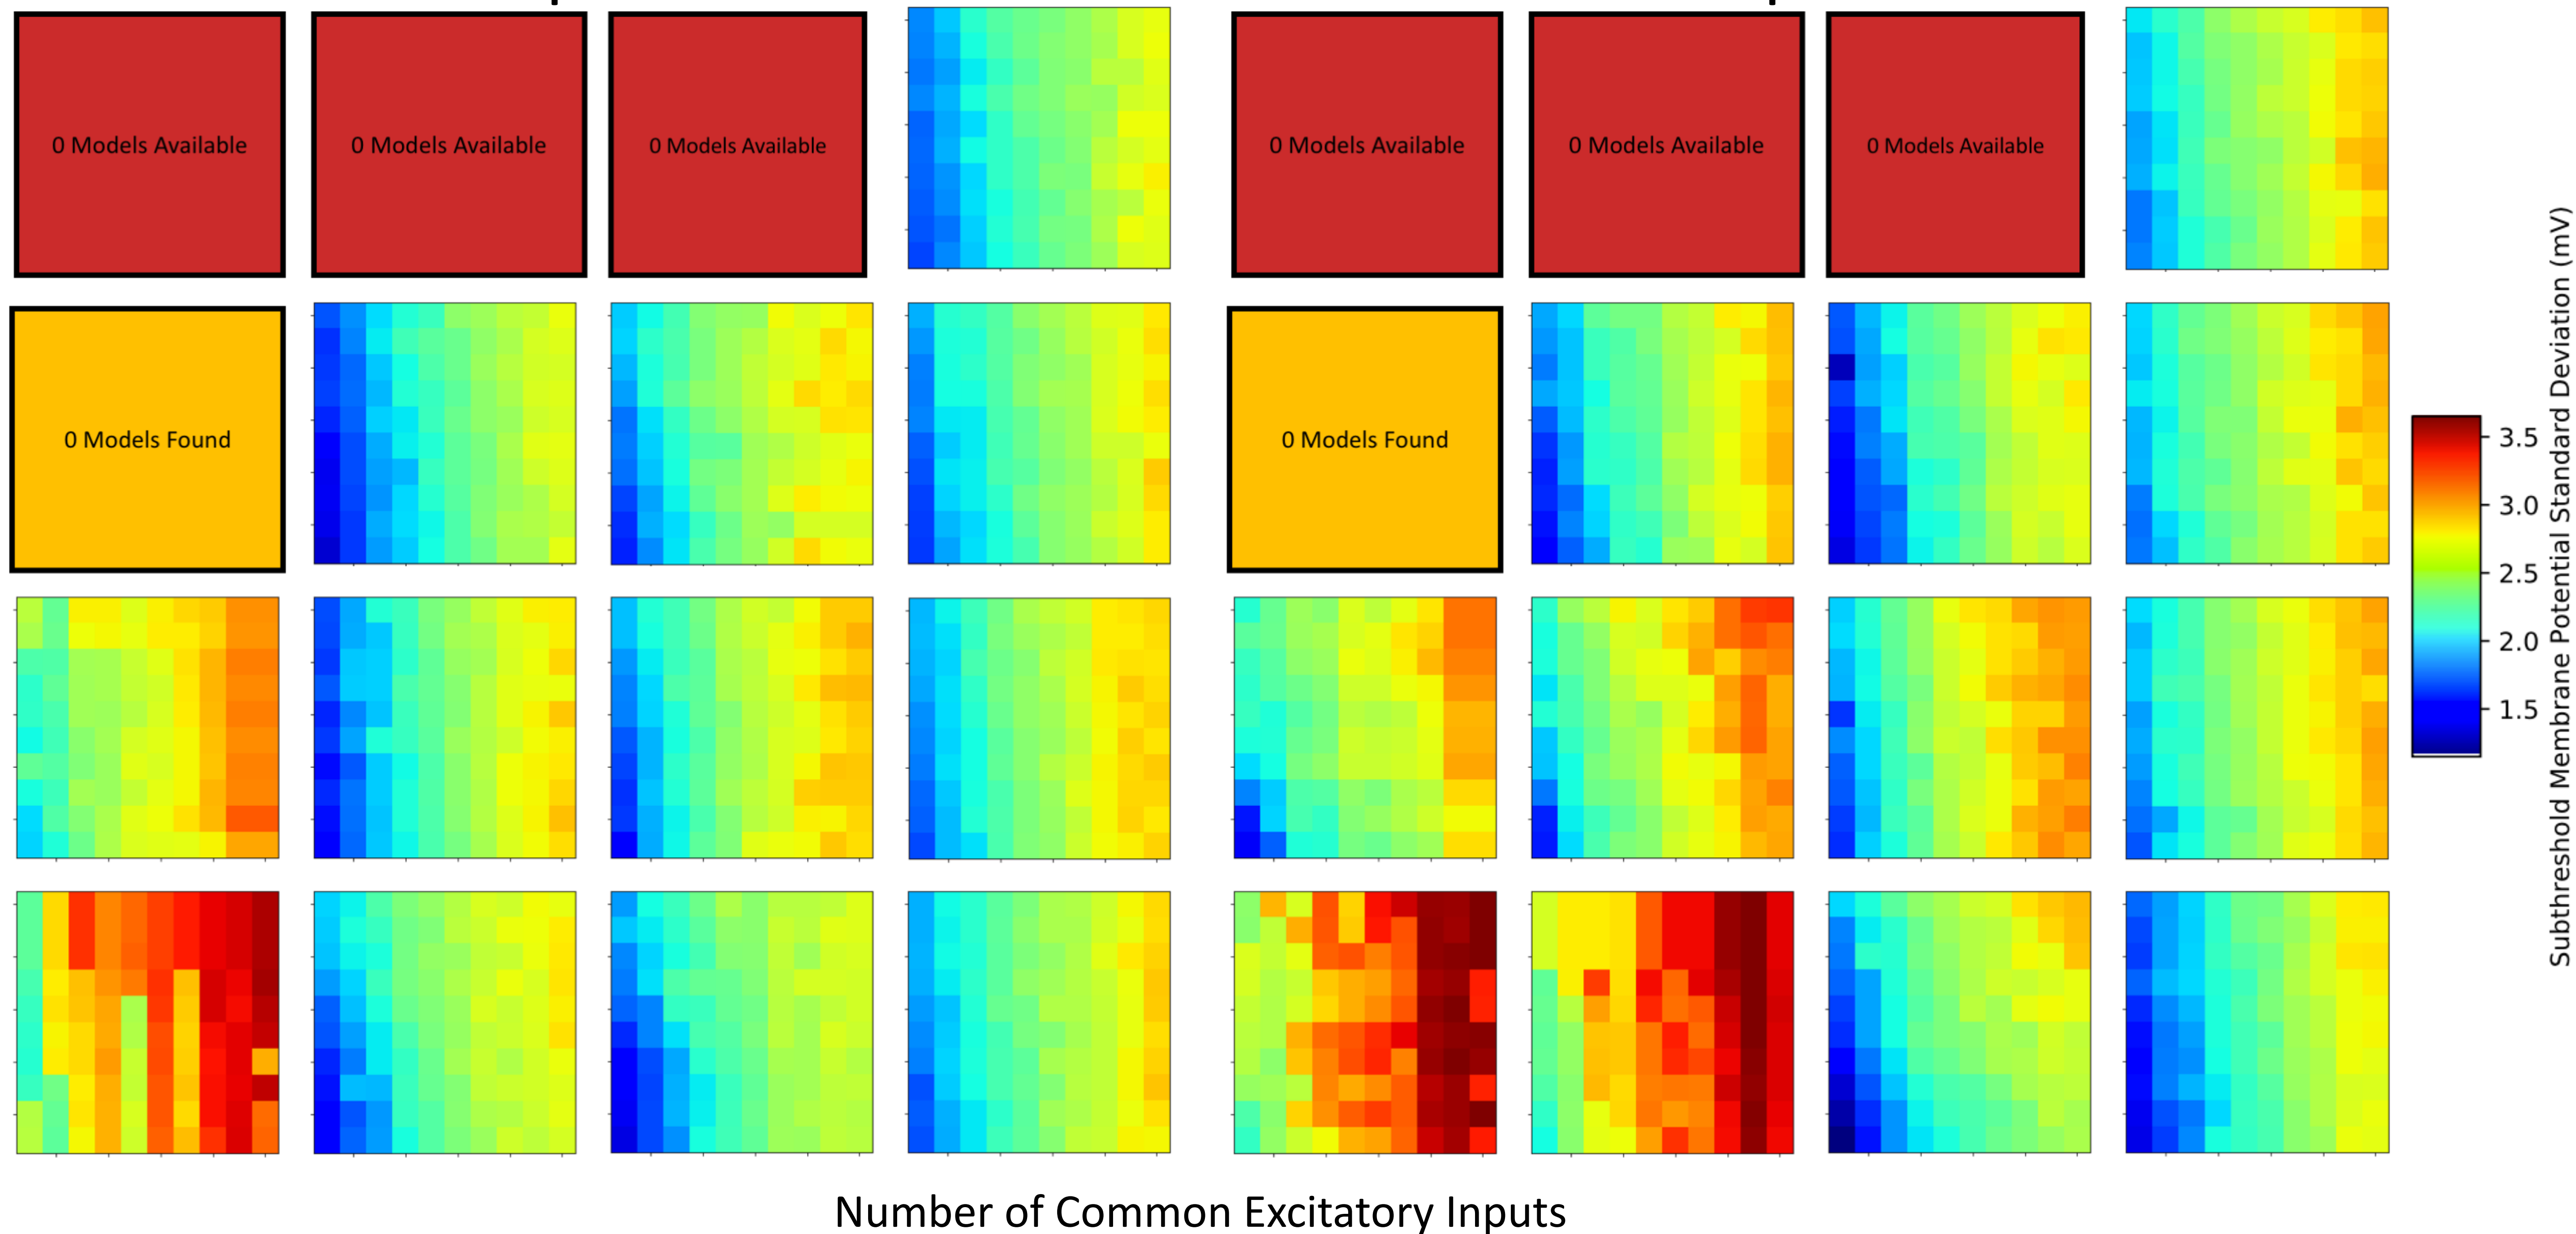 0 Models Available
0 Models Available
0 Models Available
0 Models Available
0 Models Available
0 Models Available
0 Models Found
0 Models Found
3.5
3.0
2.5
2.0
1.5
Subthreshold Membrane Potential Standard Deviation (mV)
Number of Common Excitatory Inputs